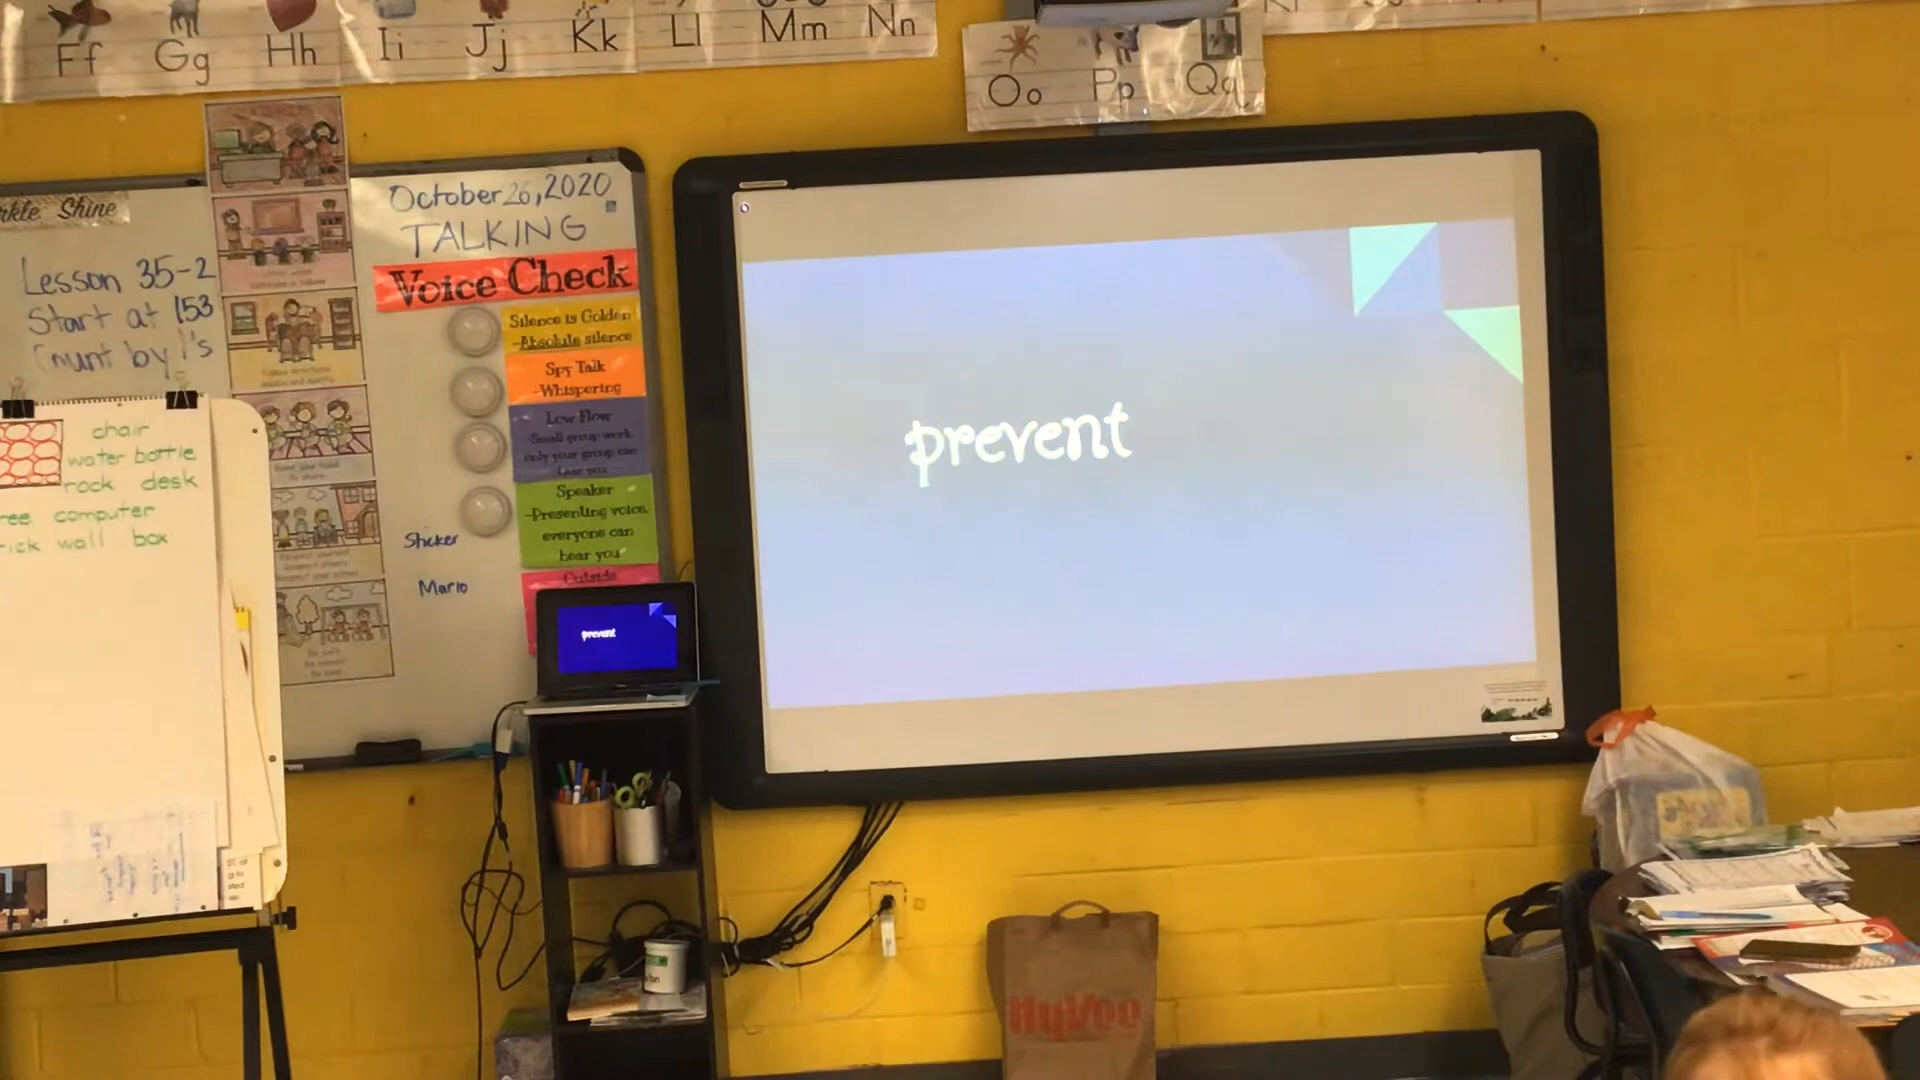 Ff Gg Hh Ii Jj Kk Ll Mm Nn
Oo Pp Qq
Shine
Lesson 35-2
Start at 153
Count by 1's
chair
water bottle
rock desk
computer
wall box
October 26, 2020
TALKING
Voice Check
Silence is Golden
-Absolute silence
Spy Talk
-Whispering
Low Flow
-Small group work,
only your group can
hear you
Speaker
-Presenting voice,
everyone can
hear you
Outside
Sticker
Mario
prevent
prevent
HyVee